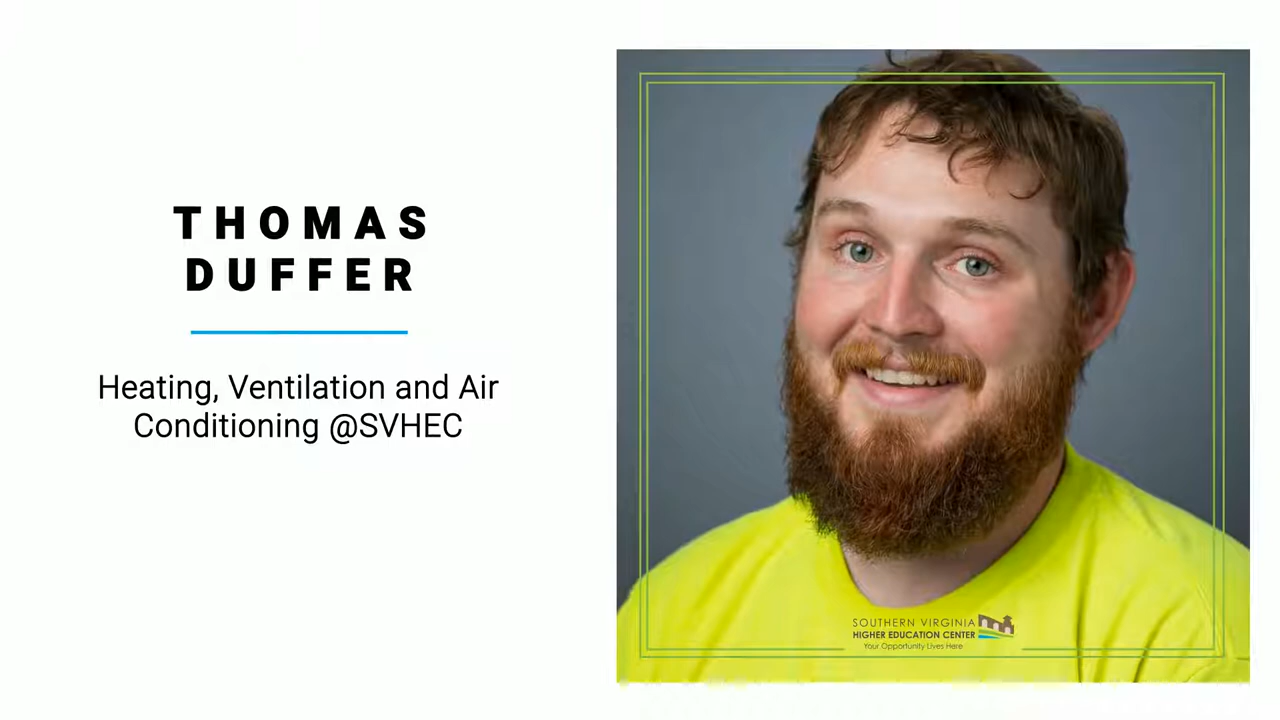 THOMAS
DUFFER
Heating, Ventilation and Air
Conditioning @SVHEC
SOUTHERN VIRGINIA
HIGHER EDUCATION CENTER
Your Opportunity Lives Here